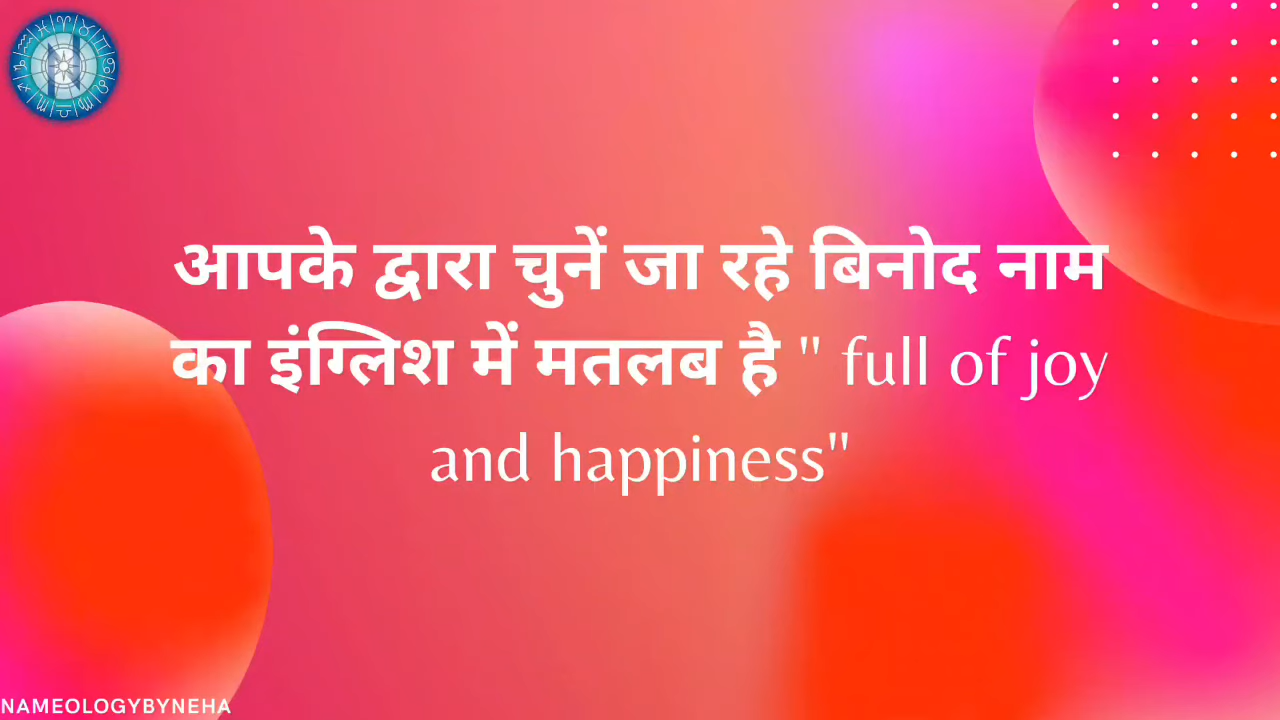 आपके द्वारा चुनें जा रहे बिनोद नाम
का इंग्लिश में मतलब है " full of joy
and happiness"
NAMEOLOGYBYNEHA